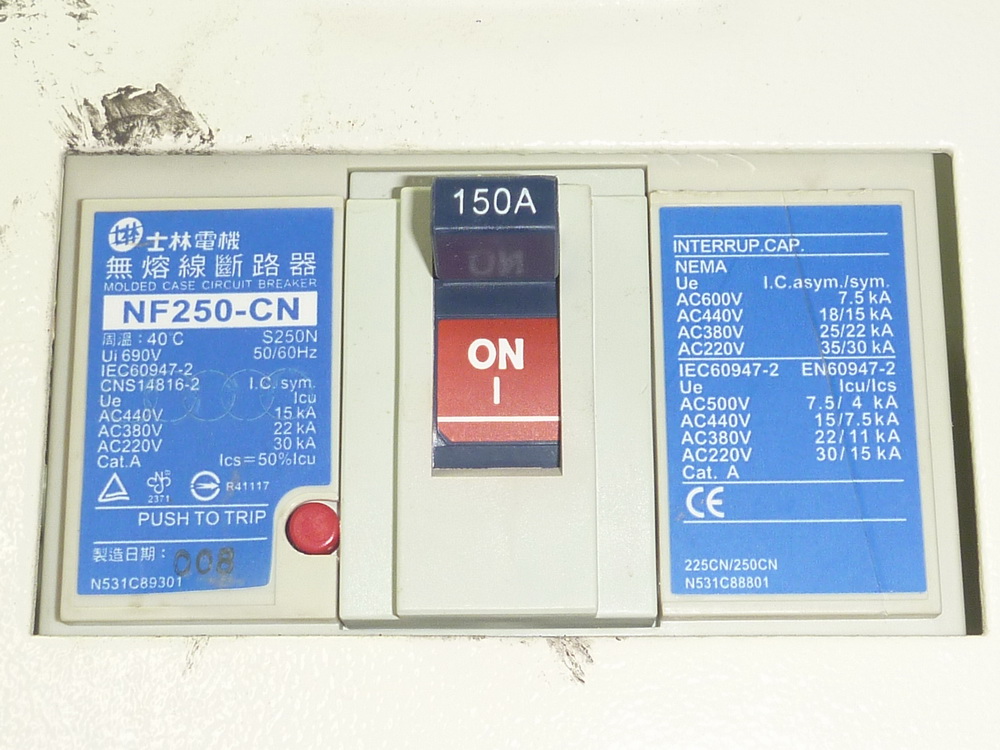 士林電機
無熔線斷路器
MOLDED CASE CIRCUIT BREAKER
NF250-CN
周溫：40℃ S250N
Ui 690V 50/60Hz
IEC60947-2
CNS14816-2 I.C. sym.
Ue Icu
AC440V 15 kA
AC380V 22 kA
AC220V 30 kA
Cat.A Ics=50%Icu
2371 R41117
PUSH TO TRIP
製造日期：008
N531C89301
150A
ON
ON
I
INTERRUP.CAP.
NEMA
Ue I.C.asym./sym.
AC600V 7.5 kA
AC440V 18/15 kA
AC380V 25/22 kA
AC220V 35/30 kA
IEC60947-2 EN60947-2
Ue Icu/Ics
AC500V 7.5/ 4 kA
AC440V 15/7.5kA
AC380V 22/11 kA
AC220V 30/15 kA
Cat. A
CE
225CN/250CN
N531C88801